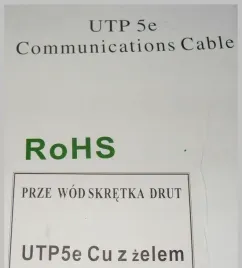 UTP 5e
Communications Cable
RoHS
PRZE WÓD SKRĘTKA DRUT
UTP5e Cu z żelem